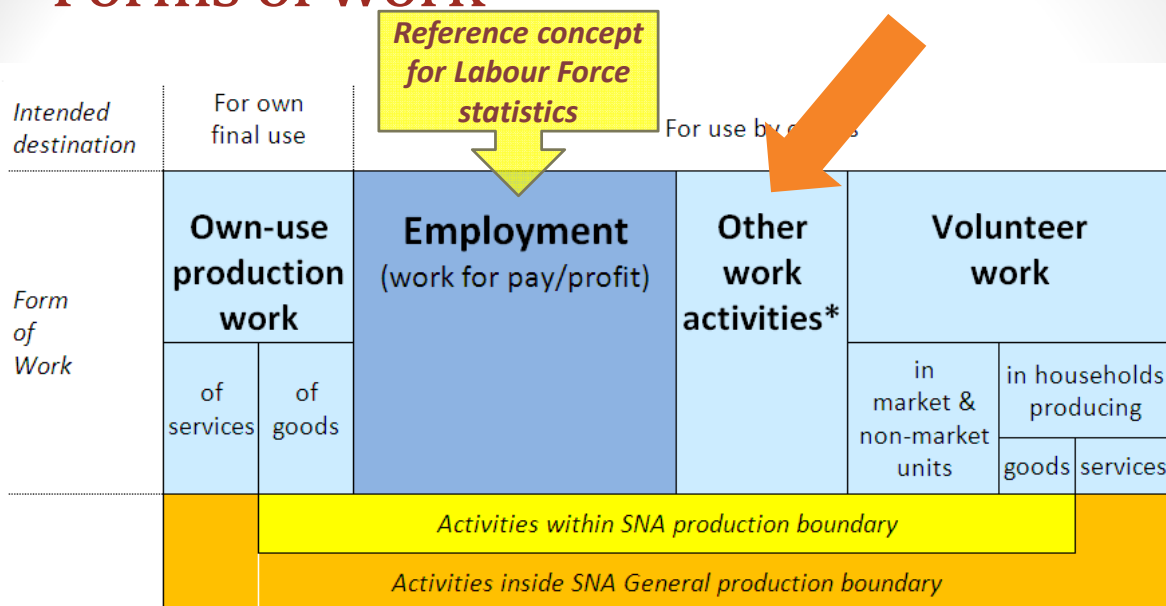 Forms of work
Reference concept
for Labour Force
statistics
Intended
destination
For own
final use
For use by
Form
of
Work
Own-use
production
work
Employment
(work for pay/profit)
Other
work
activities*
Volunteer
work
of
services
of
goods
in
market &
non-market
units
in households
producing
goods
services
Activities within SNA production boundary
Activities inside SNA General production boundary